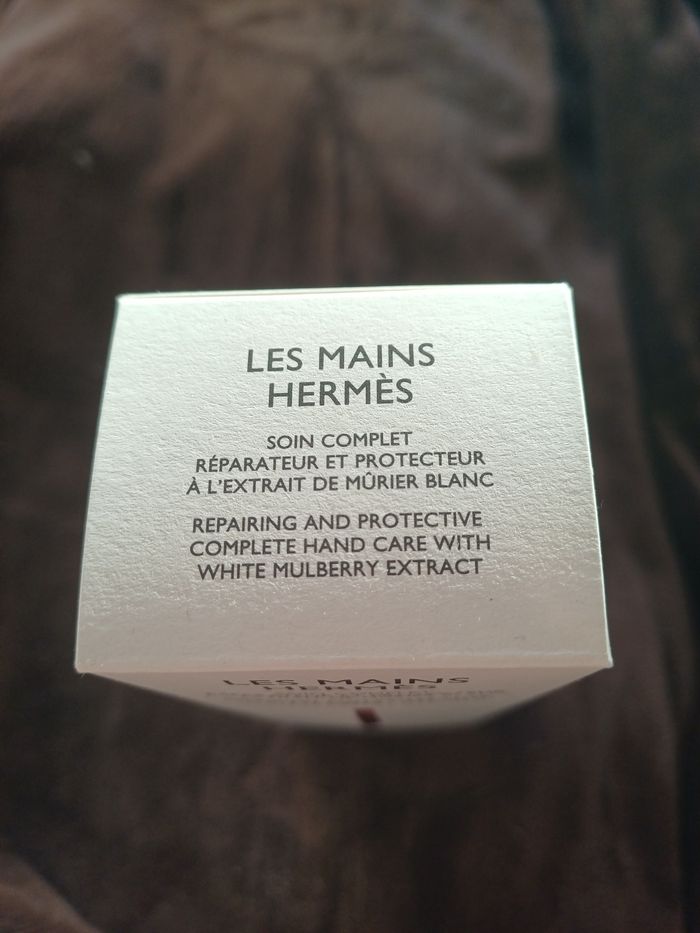 LES MAINS
HERMÈS
SOIN COMPLET
RÉPARATEUR ET PROTECTEUR
À L'EXTRAIT DE MÛRIER BLANC
REPAIRING AND PROTECTIVE
COMPLETE HAND CARE WITH
WHITE MULBERRY EXTRACT
LES MAINS
HERMÈS